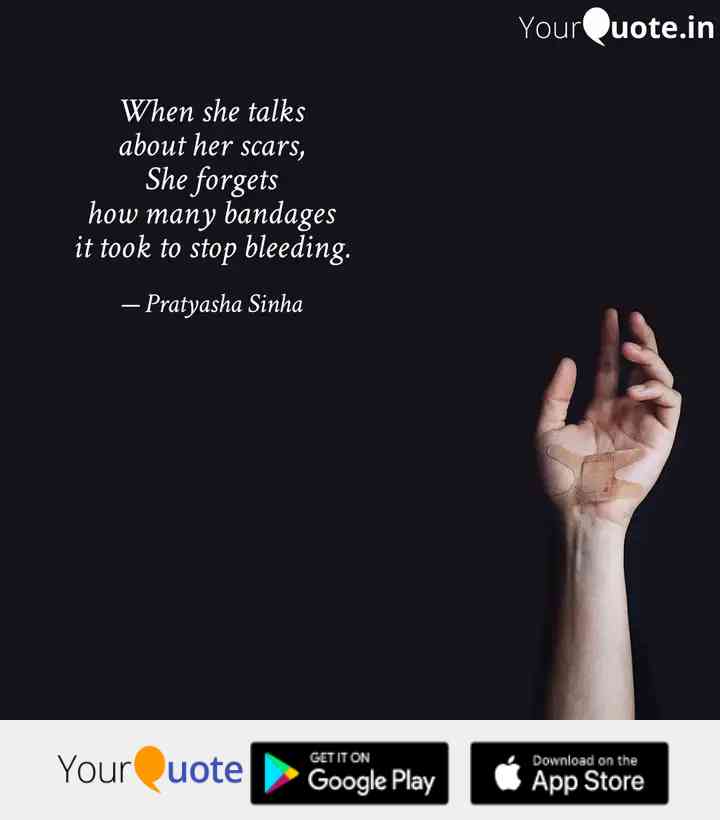 YourQuote.in
When she talks
about her scars,
She forgets
how many bandages
it took to stop bleeding.
— Pratyasha Sinha
YourQuote
GET IT ON
Google Play
Download on the
App Store